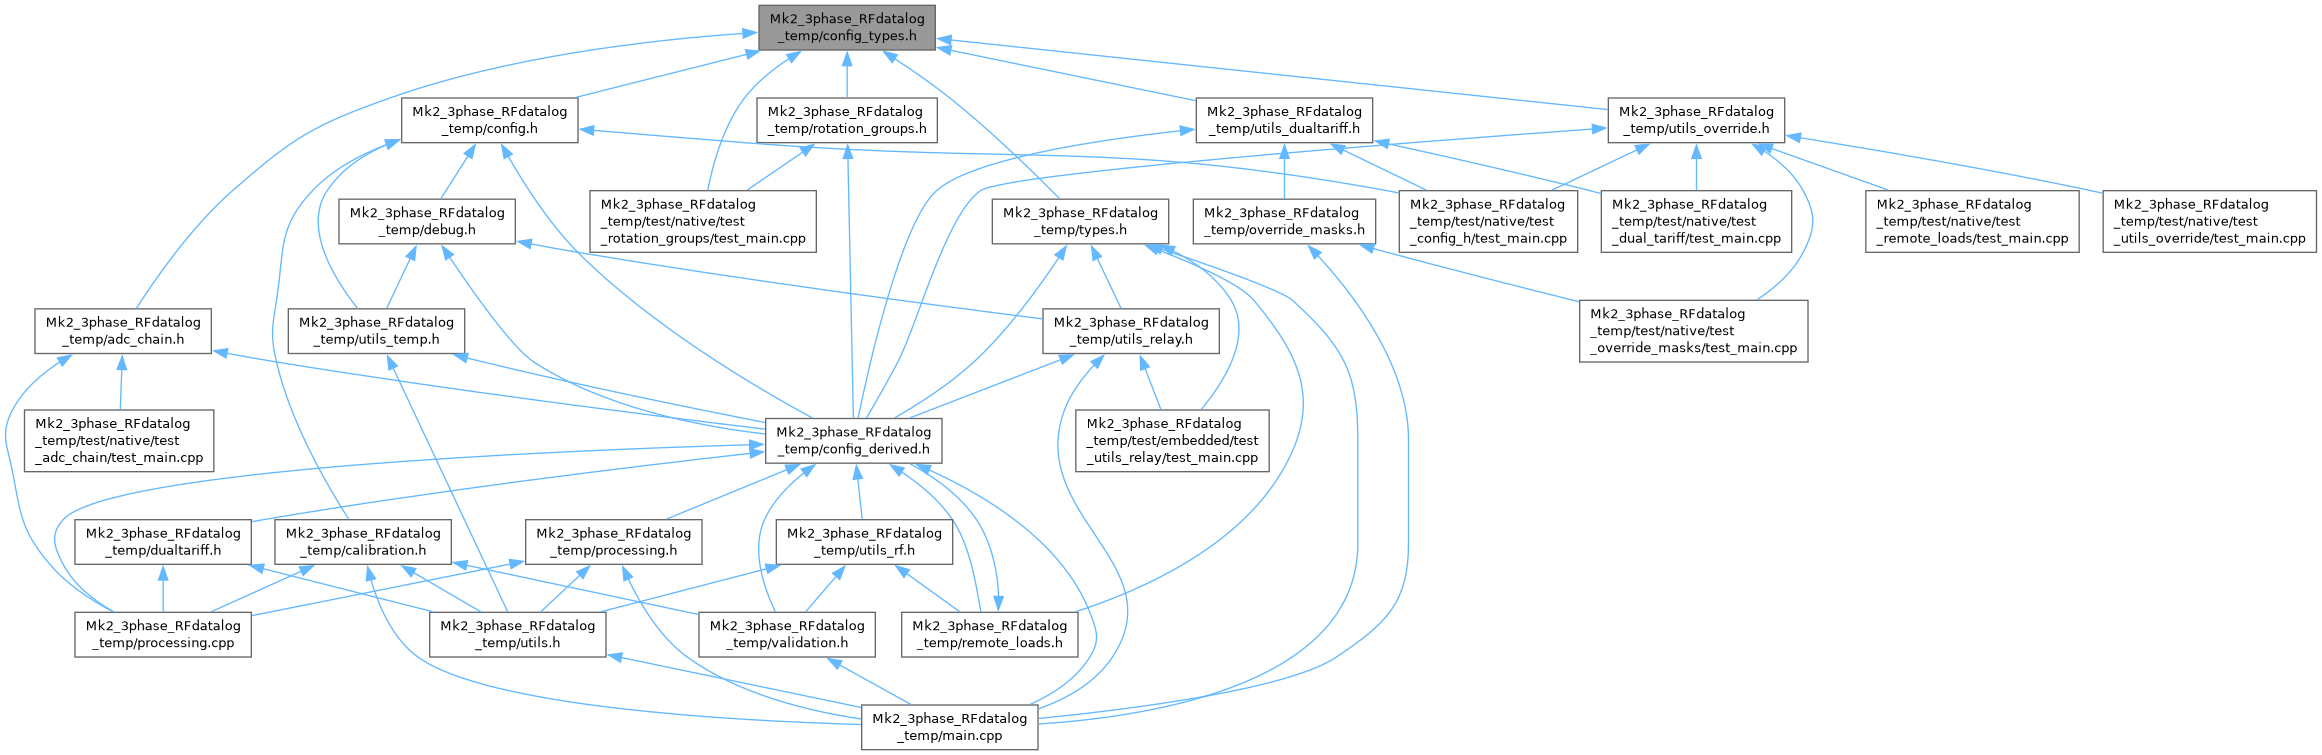 Mk2_3phase_RFdatalog
_temp/config_types.h
Mk2_3phase_RFdatalog
_temp/config.h
Mk2_3phase_RFdatalog
_temp/rotation_groups.h
Mk2_3phase_RFdatalog
_temp/utils_dualtariff.h
Mk2_3phase_RFdatalog
_temp/utils_override.h
Mk2_3phase_RFdatalog
_temp/debug.h
Mk2_3phase_RFdatalog
_temp/test/native/test
_rotation_groups/test_main.cpp
Mk2_3phase_RFdatalog
_temp/types.h
Mk2_3phase_RFdatalog
_temp/override_masks.h
Mk2_3phase_RFdatalog
_temp/test/native/test
_config_h/test_main.cpp
Mk2_3phase_RFdatalog
_temp/test/native/test
_dual_tariff/test_main.cpp
Mk2_3phase_RFdatalog
_temp/test/native/test
_remote_loads/test_main.cpp
Mk2_3phase_RFdatalog
_temp/test/native/test
_utils_override/test_main.cpp
Mk2_3phase_RFdatalog
_temp/adc_chain.h
Mk2_3phase_RFdatalog
_temp/utils_temp.h
Mk2_3phase_RFdatalog
_temp/utils_relay.h
Mk2_3phase_RFdatalog
_temp/test/native/test
_override_masks/test_main.cpp
Mk2_3phase_RFdatalog
_temp/test/native/test
_adc_chain/test_main.cpp
Mk2_3phase_RFdatalog
_temp/config_derived.h
Mk2_3phase_RFdatalog
_temp/test/embedded/test
_utils_relay/test_main.cpp
Mk2_3phase_RFdatalog
_temp/dualtariff.h
Mk2_3phase_RFdatalog
_temp/calibration.h
Mk2_3phase_RFdatalog
_temp/processing.h
Mk2_3phase_RFdatalog
_temp/utils_rf.h
Mk2_3phase_RFdatalog
_temp/processing.cpp
Mk2_3phase_RFdatalog
_temp/utils.h
Mk2_3phase_RFdatalog
_temp/validation.h
Mk2_3phase_RFdatalog
_temp/remote_loads.h
Mk2_3phase_RFdatalog
_temp/main.cpp